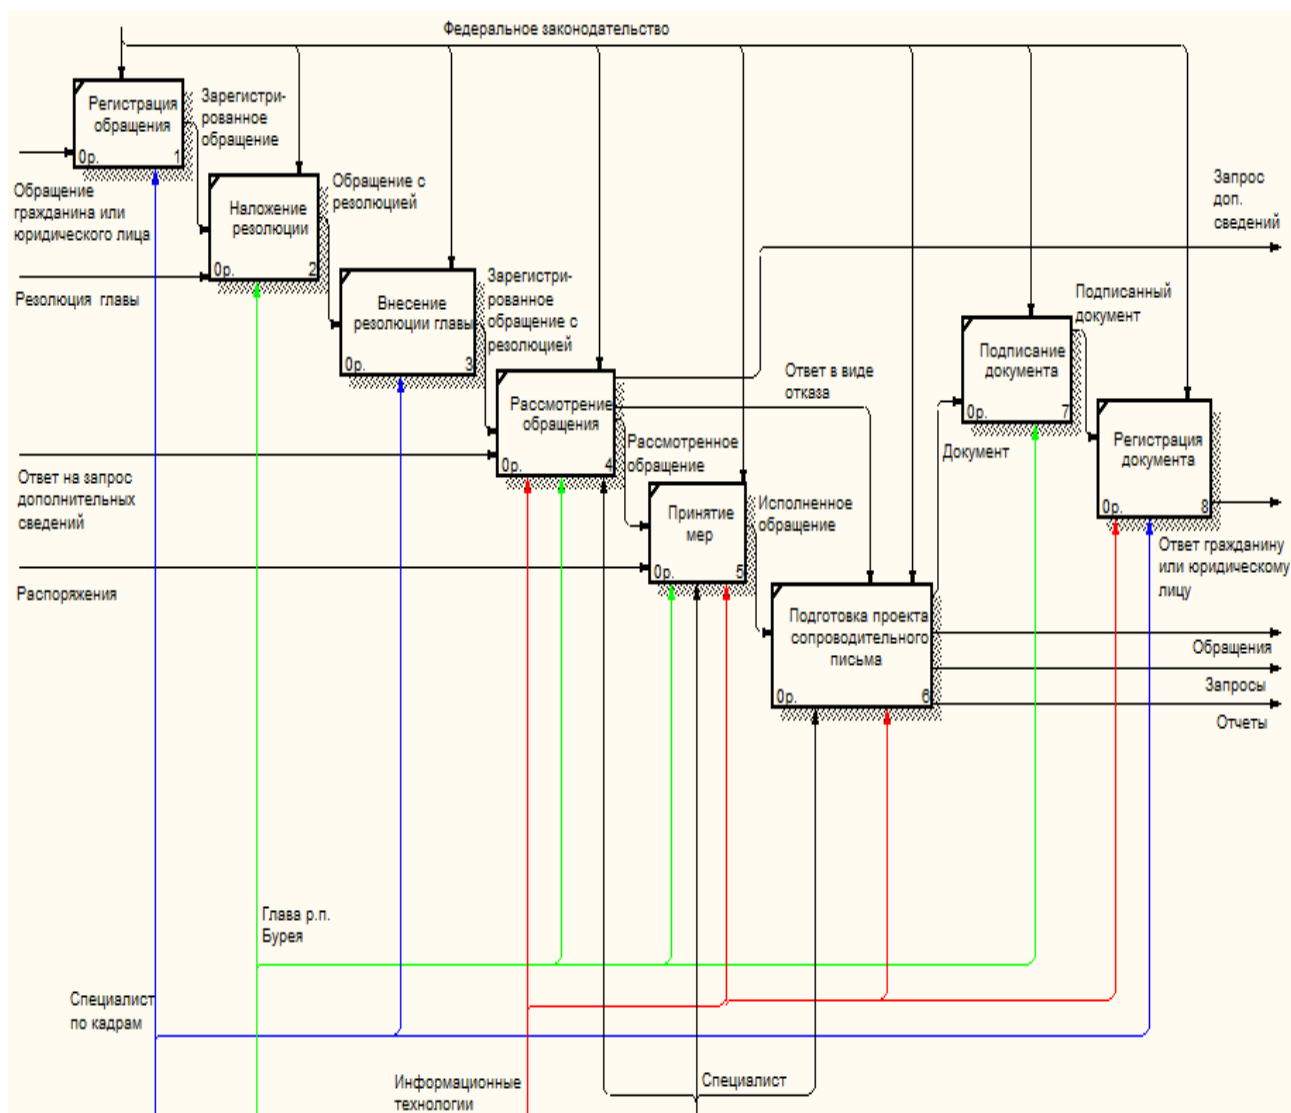 Федеральное законодательство
Регистрация
обращения
0р.
1
Зарегистри-
рованное
обращение
Обращение
гражданина или
юридического лица
Наложение
резолюции
0р.
2
Обращение с
резолюцией
Резолюция главы
Внесение
резолюции главы
0р.
3
Зарегистри-
рованное
обращение с
резолюцией
Запрос
доп.
сведений
Рассмотрение
обращения
0р.
4
Ответ в виде
отказа
Подписанный
документ
Подписание
документа
0р.
7
Документ
Регистрация
документа
0р.
8
Рассмотренное
обращение
Ответ на запрос
дополнительных
сведений
Принятие
мер
0р.
5
Исполненное
обращение
Распоряжения
Ответ гражданину
или юридическому
лицу
Подготовка проекта
сопроводительного
письма
0р.
6
Обращения
Запросы
Отчеты
Глава р.п.
Бурея
Специалист
по кадрам
Информационные
технологии
Специалист